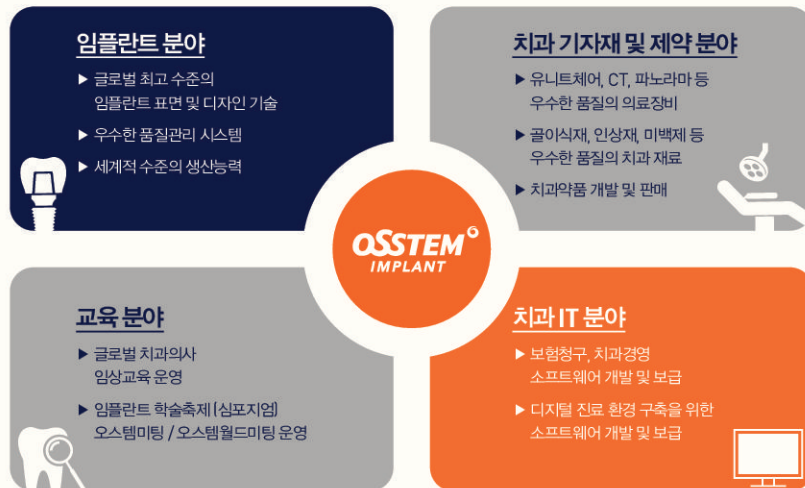 임플란트 분야
▶ 글로벌 최고 수준의
임플란트 표면 및 디자인 기술
▶ 우수한 품질관리 시스템
▶ 세계적 수준의 생산능력
치과 기자재 및 제약 분야
▶ 유니트체어, CT, 파노라마 등
우수한 품질의 의료장비
▶ 골이식재, 인상재, 미백제 등
우수한 품질의 치과 재료
▶ 치과약품 개발 및 판매
OSSTEM
IMPLANT
교육 분야
▶ 글로벌 치과의사
임상교육 운영
▶ 임플란트 학술축제 (심포지엄)
오스템미팅 / 오스템월드미팅 운영
치과 IT 분야
▶ 보험청구, 치과경영
소프트웨어 개발 및 보급
▶ 디지털 진료 환경 구축을 위한
소프트웨어 개발 및 보급